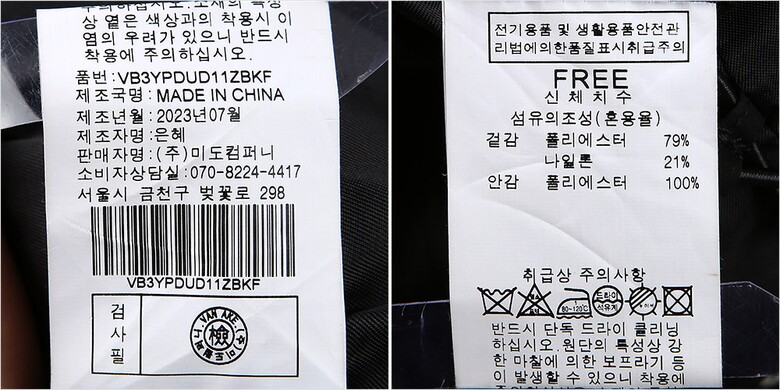 상 옅은 색상과의 착용시 이
염의 우려가 있으니 반드시
착용에 주의하십시오.
품번:VB3YPDUD11ZBKF
제조국명:MADE IN CHINA
제조년월:2023년07월
제조자명:은혜
판매자명:(주)미도컴퍼니
소비자상담실:070-8224-4417
서울시 금천구 벚꽃로 298
VB3YPDUD11ZBKF
검
사
필
檢
전기용품 및 생활용품안전관
리법에의한품질표시취급주의
FREE
신체치수
섬유의조성(혼용율)
겉감 폴리에스터 79%
나일론 21%
안감 폴리에스터 100%
취급상 주의사항
80~120℃
드라이
석유계
반드시 단독 드라이 클리닝
하십시오.원단의 특성상 강
한 마찰에 의한 보프라기 등
이 발생할 수 있으니 착용에